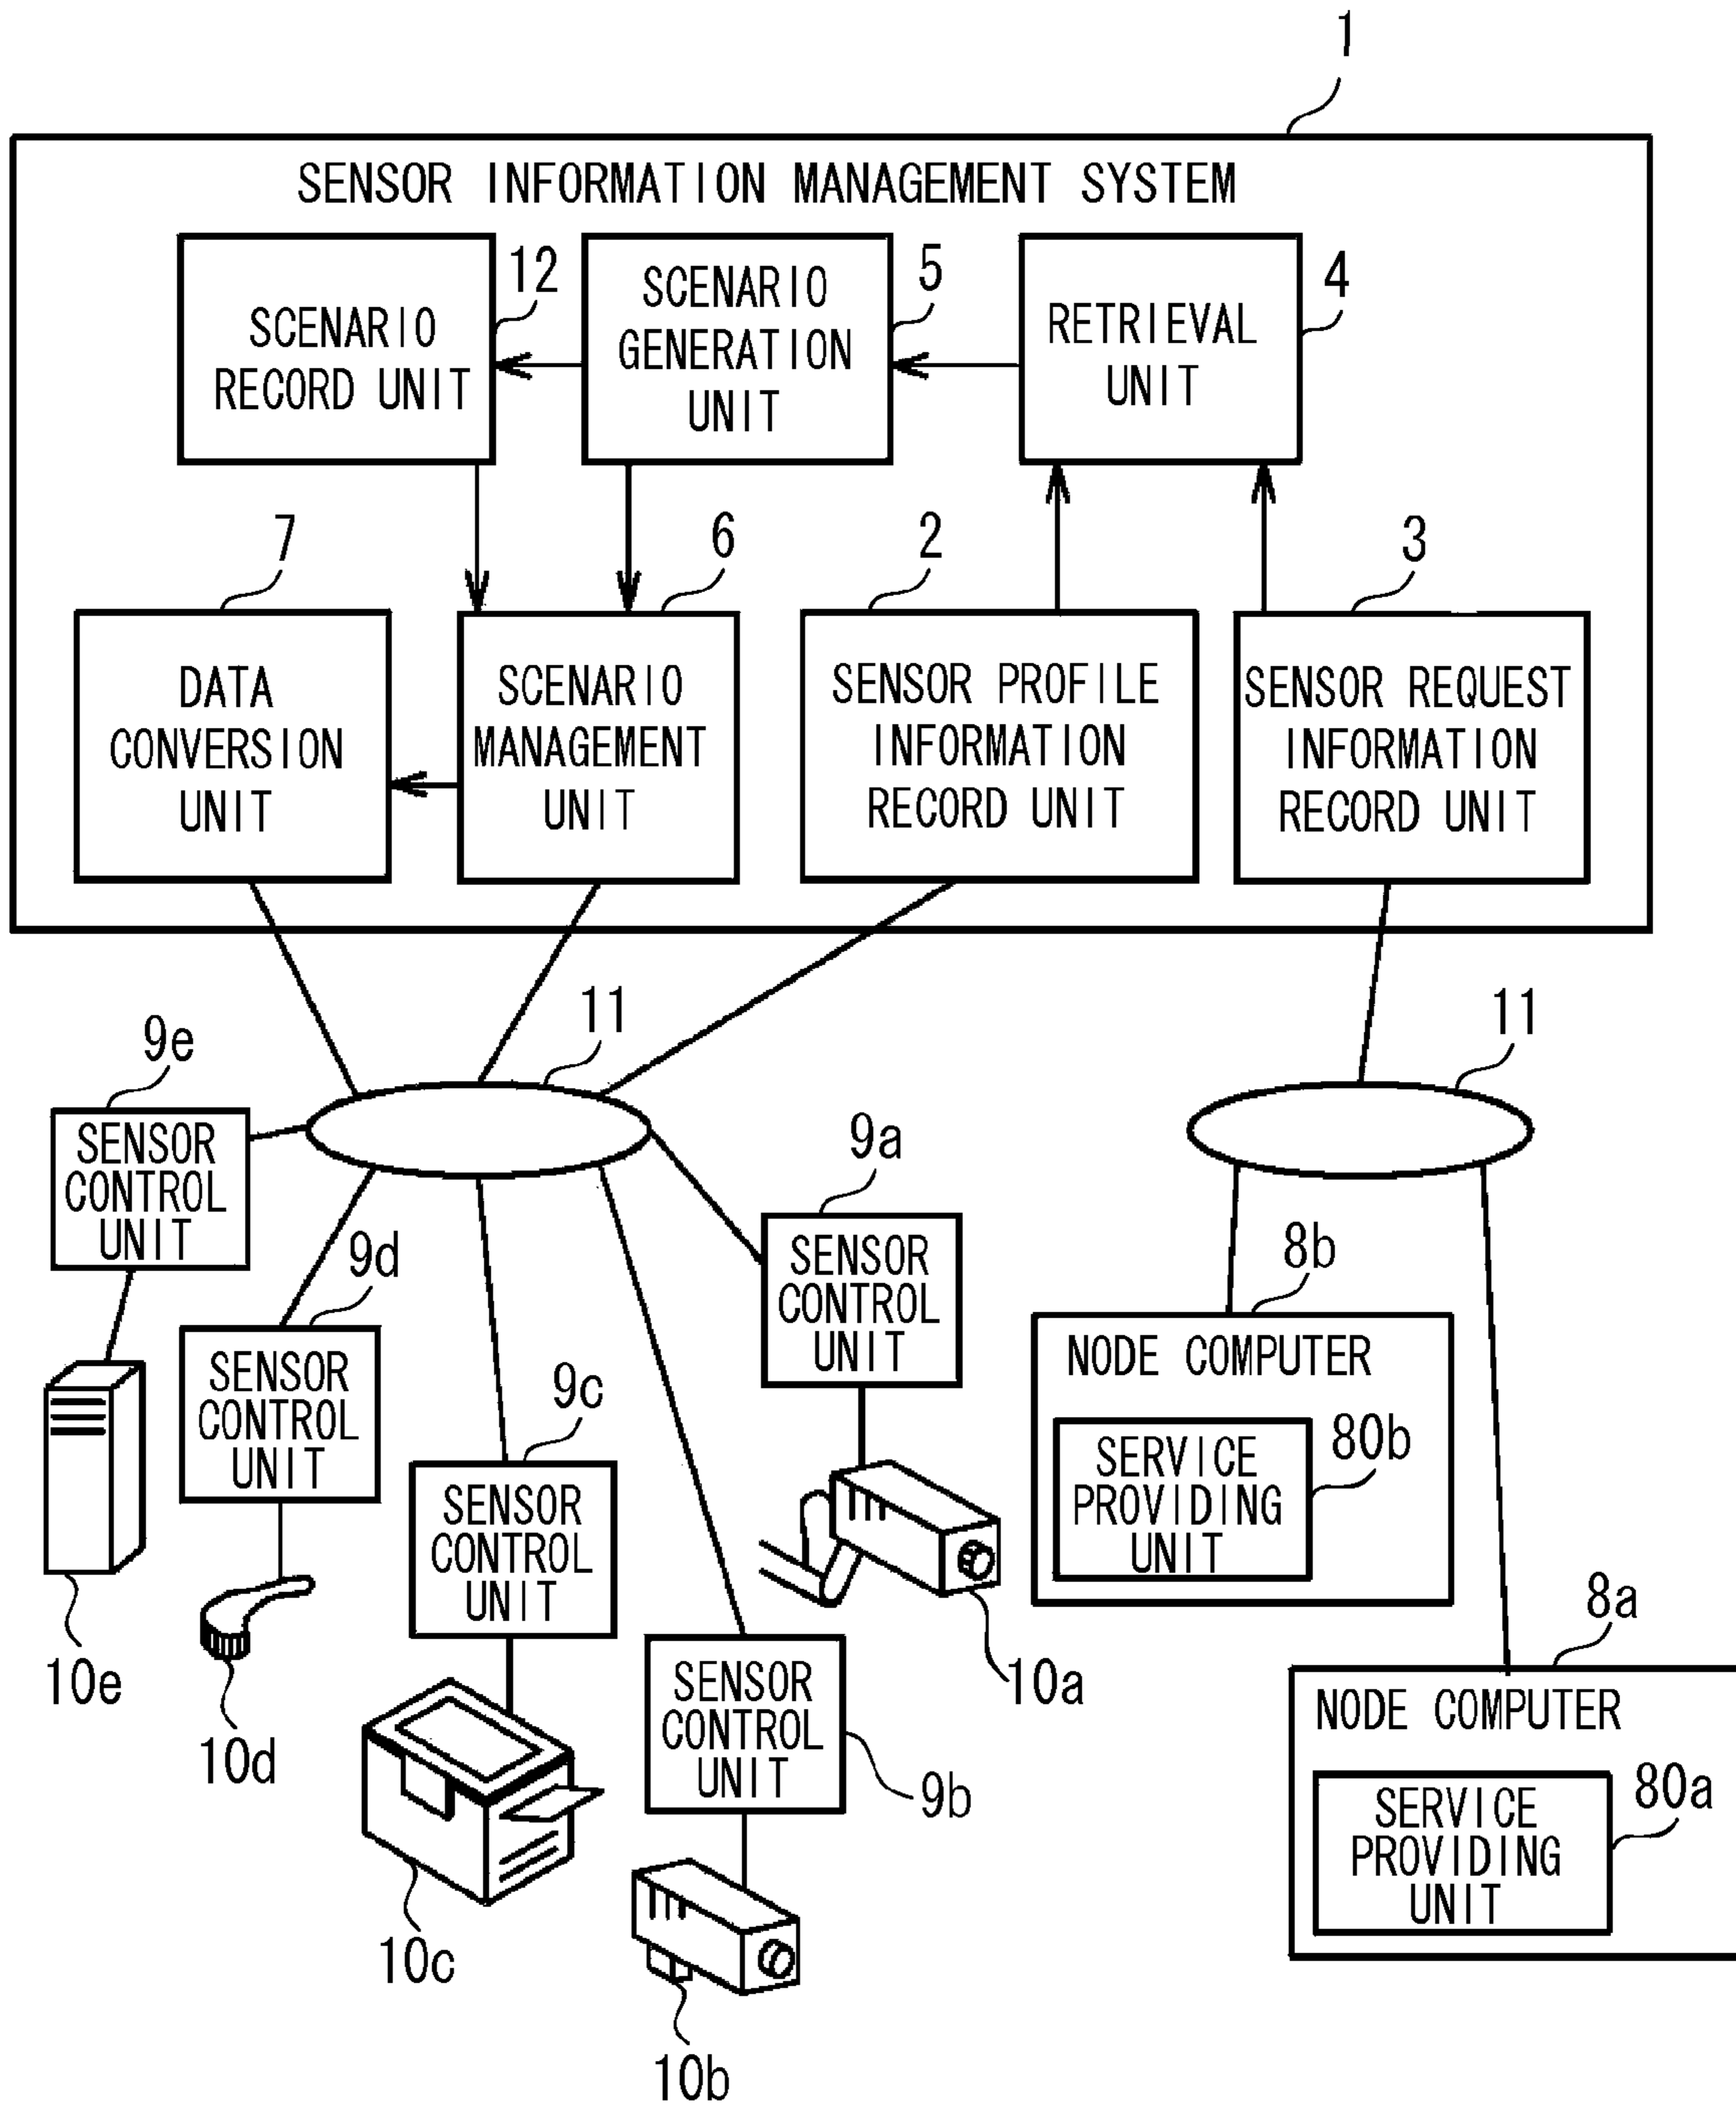 1
SENSOR INFORMATION MANAGEMENT SYSTEM
SCENARIO
RECORD UNIT
12
SCENARIO
GENERATION
UNIT
5
RETRIEVAL
UNIT
4
7
DATA
CONVERSION
UNIT
6
SCENARIO
MANAGEMENT
UNIT
2
SENSOR PROFILE
INFORMATION
RECORD UNIT
3
SENSOR REQUEST
INFORMATION
RECORD UNIT
11
11
9e
SENSOR
CONTROL
UNIT
9d
SENSOR
CONTROL
UNIT
9c
SENSOR
CONTROL
UNIT
9a
SENSOR
CONTROL
UNIT
SENSOR
CONTROL
UNIT
9b
10e
10d
10c
10b
10a
8b
NODE COMPUTER
SERVICE
PROVIDING
UNIT
80b
8a
NODE COMPUTER
SERVICE
PROVIDING
UNIT
80a